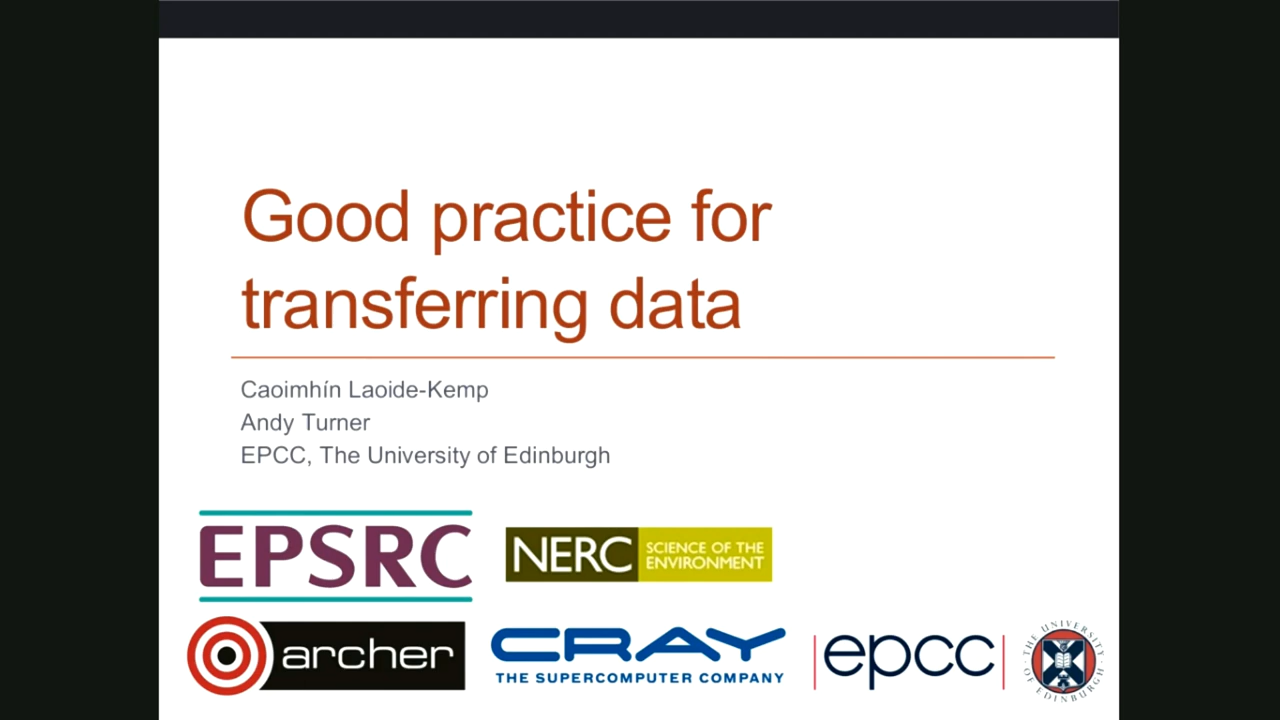 Good practice for
transferring data
Caoimhín Laoide-Kemp
Andy Turner
EPCC, The University of Edinburgh
EPSRC
NERC
SCIENCE OF THE
ENVIRONMENT
archer
CRAY
THE SUPERCOMPUTER COMPANY
epcc
THE UNIVERSITY
OF EDINBURGH